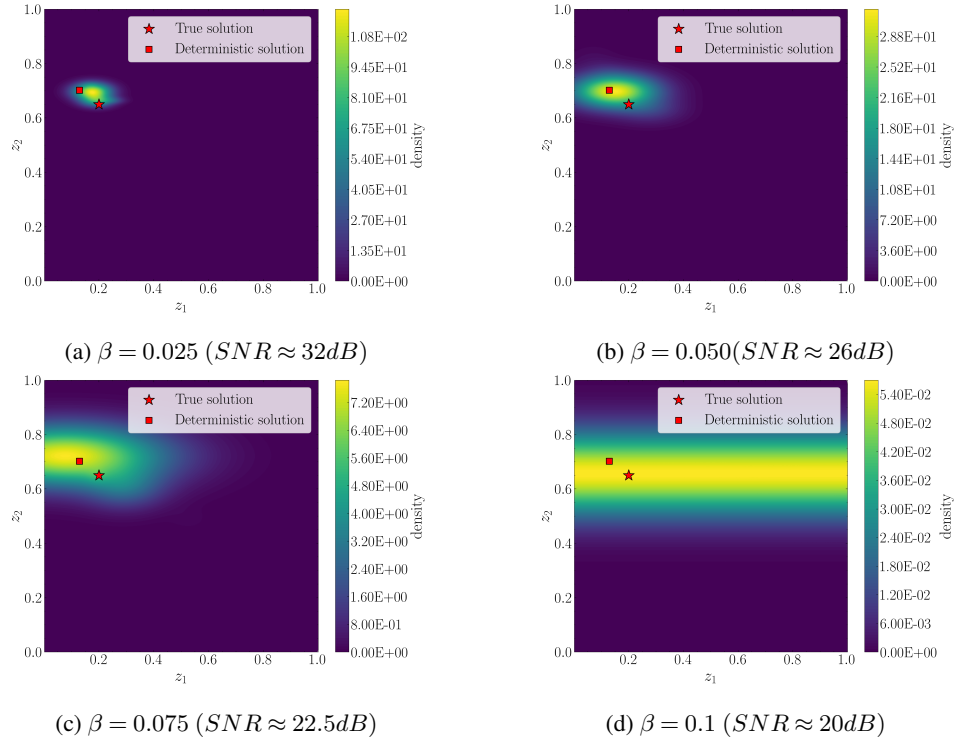 True solution
Deterministic solution
1.0
0.8
0.6
0.4
0.2
0.0
z2
0.2
0.4
0.6
0.8
1.0
z1
1.08E+02
9.45E+01
8.10E+01
6.75E+01
5.40E+01
4.05E+01
2.70E+01
1.35E+01
0.00E+00
density
(a) β = 0.025 (SNR ≈ 32dB)
True solution
Deterministic solution
1.0
0.8
0.6
0.4
0.2
0.0
z2
0.2
0.4
0.6
0.8
1.0
z1
2.88E+01
2.52E+01
2.16E+01
1.80E+01
1.44E+01
1.08E+01
7.20E+00
3.60E+00
0.00E+00
density
(b) β = 0.050(SNR ≈ 26dB)
True solution
Deterministic solution
1.0
0.8
0.6
0.4
0.2
0.0
z2
0.2
0.4
0.6
0.8
1.0
z1
7.20E+00
6.40E+00
5.60E+00
4.80E+00
4.00E+00
3.20E+00
2.40E+00
1.60E+00
8.00E-01
0.00E+00
density
(c) β = 0.075 (SNR ≈ 22.5dB)
True solution
Deterministic solution
1.0
0.8
0.6
0.4
0.2
0.0
z2
0.2
0.4
0.6
0.8
1.0
z1
5.40E-02
4.80E-02
4.20E-02
3.60E-02
3.00E-02
2.40E-02
1.80E-02
1.20E-02
6.00E-03
0.00E+00
density
(d) β = 0.1 (SNR ≈ 20dB)